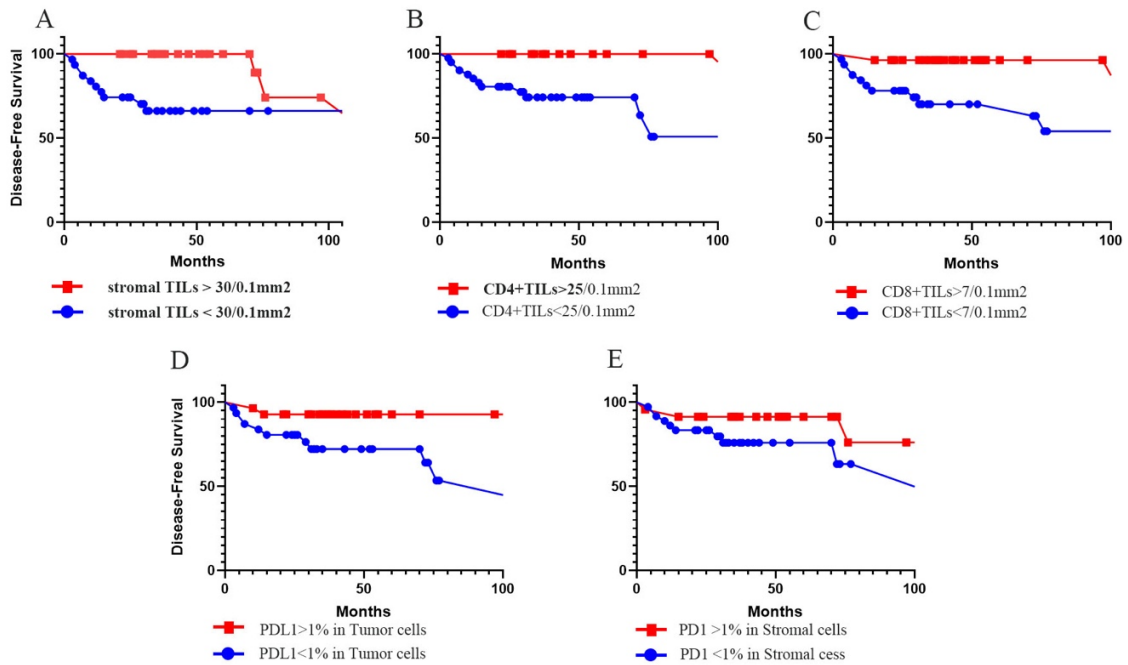 A
B
C
Disease-Free Survival
100
50
0
0
50
100
Months
100
50
0
0
50
100
Months
100
50
0
0
50
100
Months
stromal TILs > 30/0.1mm2
stromal TILs < 30/0.1mm2
CD4+TILs>25/0.1mm2
CD4+TILs<25/0.1mm2
CD8+TILs>7/0.1mm2
CD8+TILs<7/0.1mm2
D
E
Disease-Free Survival
100
50
0
0
50
100
Months
100
50
0
0
50
100
Months
PDL1>1% in Tumor cells
PDL1<1% in Tumor cells
PD1 >1% in Stromal cells
PD1 <1% in Stromal cess